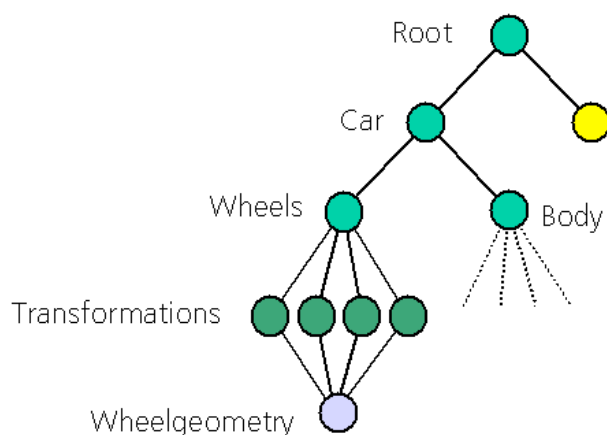 Root
Car
Wheels
Body
Transformations
Wheelgeometry